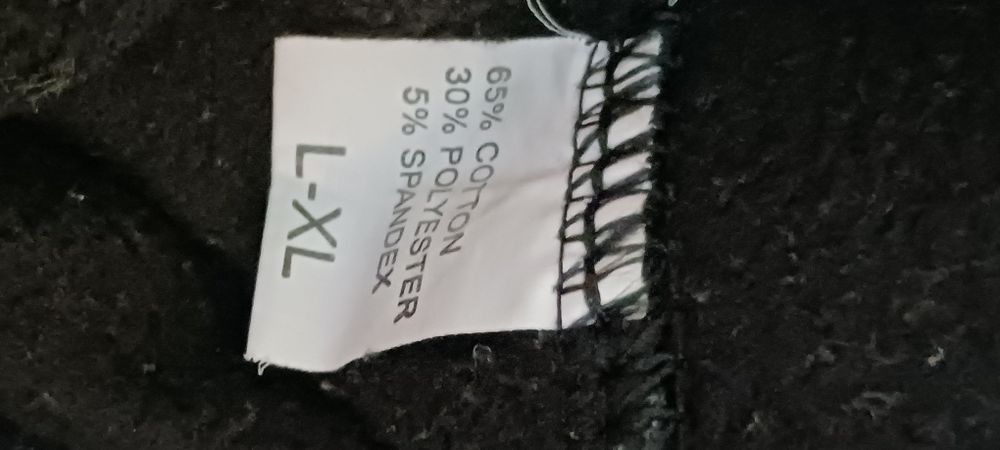 65% COTTON
30% POLYESTER
5% SPANDEX
L-XL